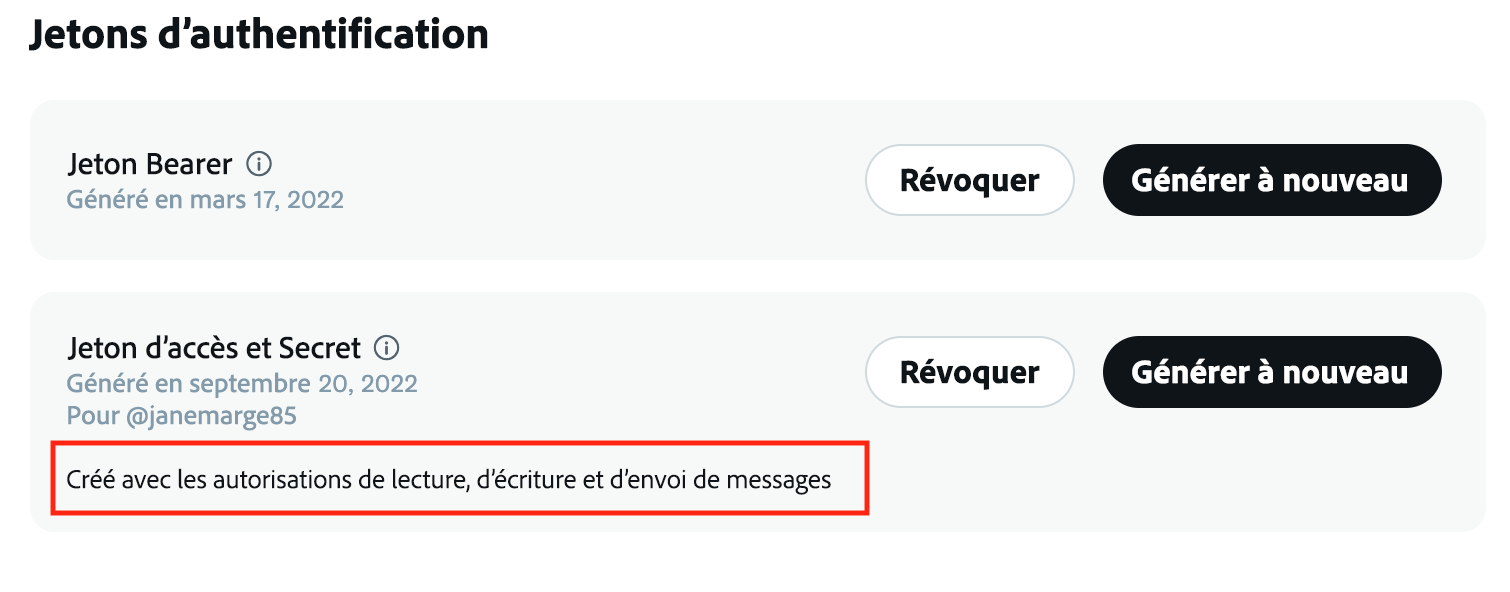 Jetons d’authentification
Jeton Bearer
Généré en mars 17, 2022
Révoquer
Générer à nouveau
Jeton d’accès et Secret
Généré en septembre 20, 2022
Pour @janemarge85
Révoquer
Générer à nouveau
Créé avec les autorisations de lecture, d’écriture et d’envoi de messages